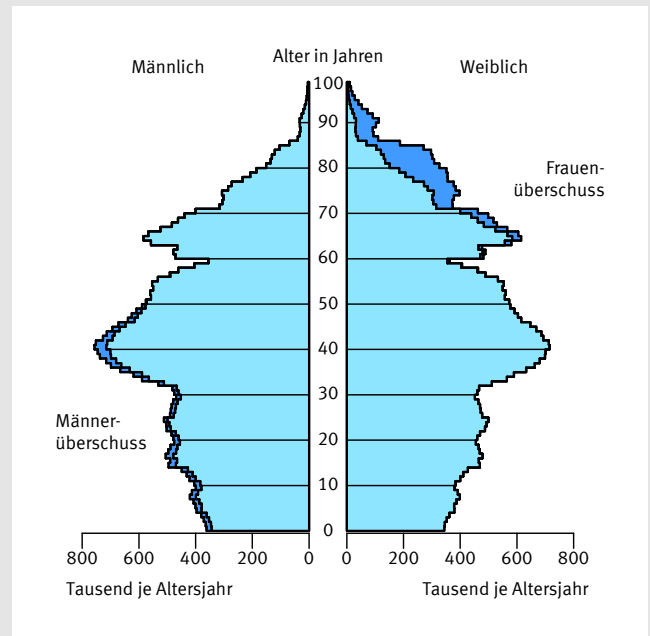 Männlich
Alter in Jahren
Weiblich
100
90
80
70
60
50
40
30
20
10
0
Frauen-
überschuss
Männer-
überschuss
800 600 400 200 0
0 200 400 600 800
Tausend je Altersjahr
Tausend je Altersjahr